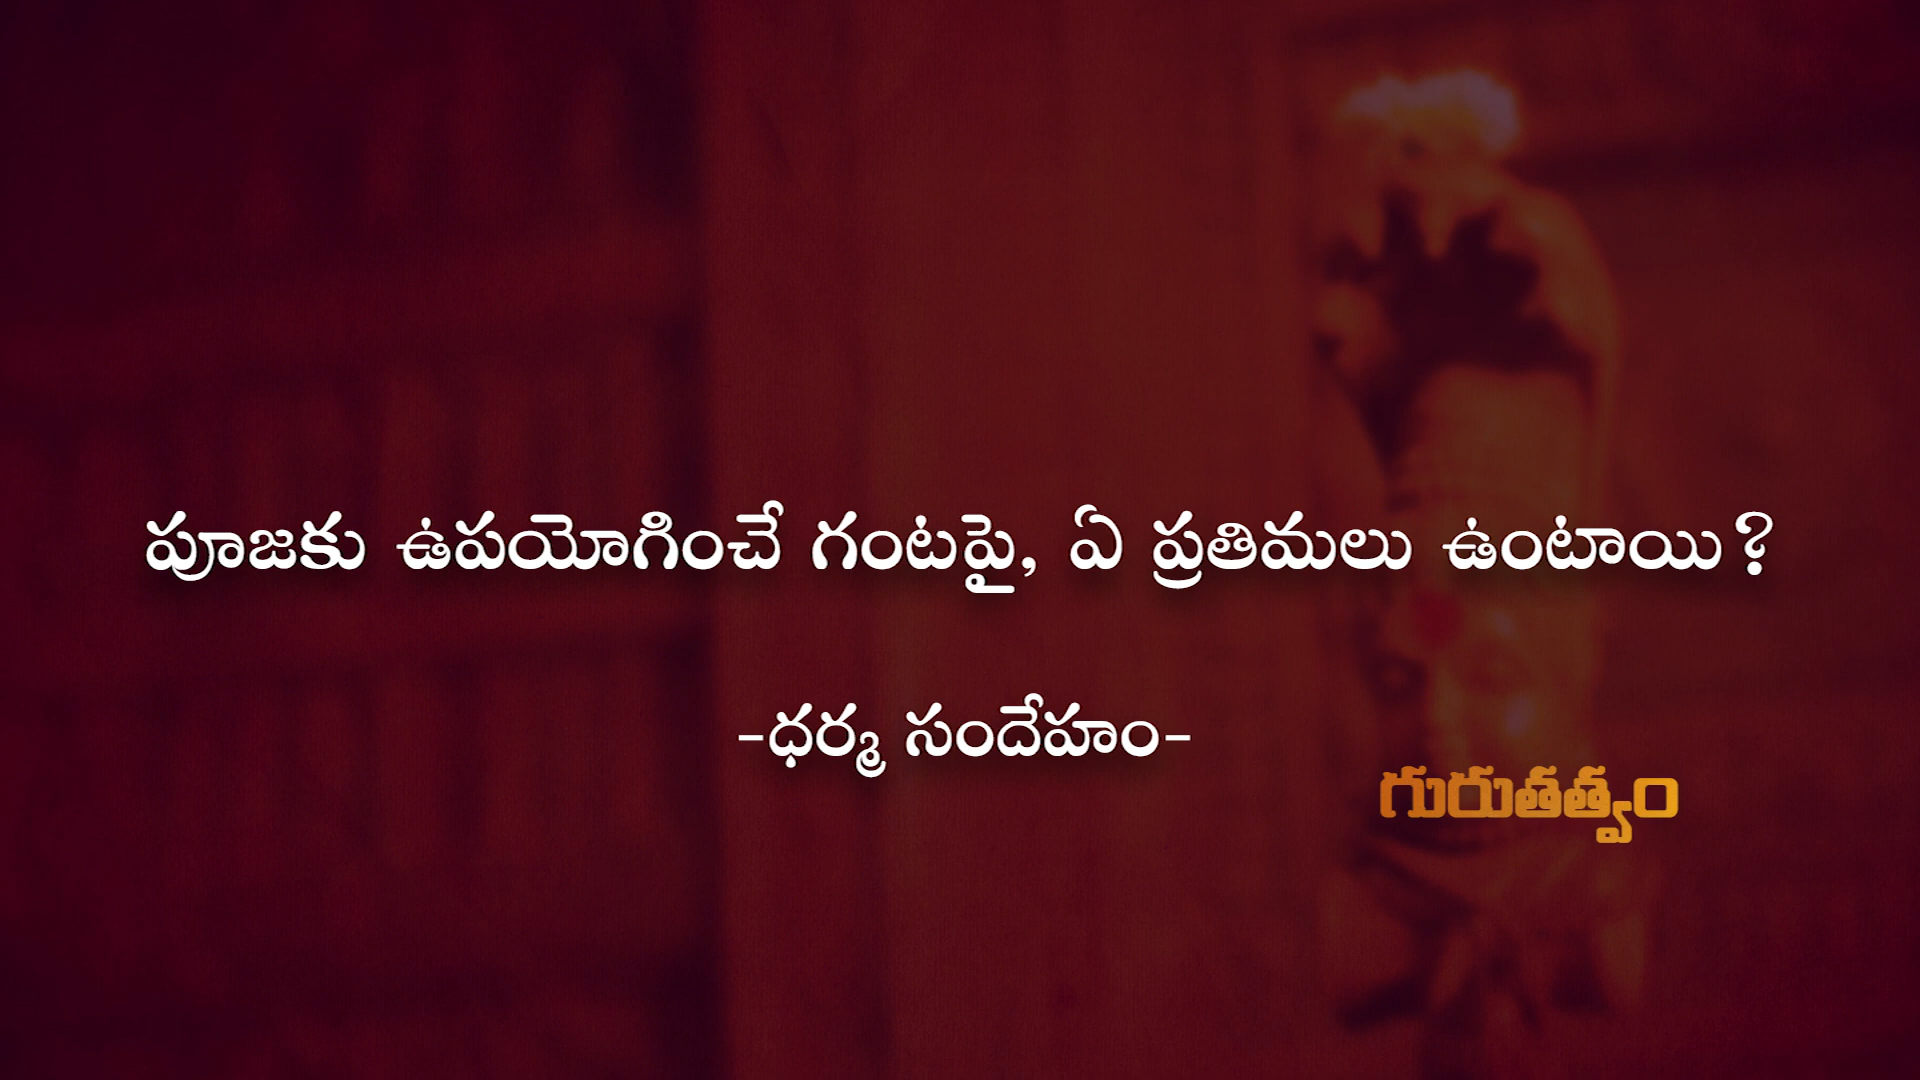 పూజకు ఉపయోగించే గంటపై, ఏ ప్రతిమలు ఉంటాయి?
-ధర్మ సందేహం-
గురుతత్వం